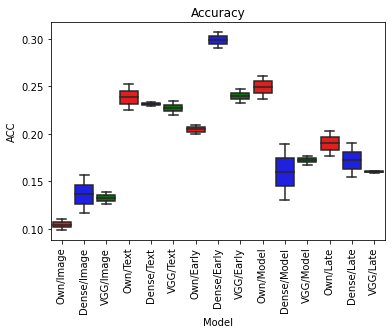 Accuracy
ACC
0.30
0.25
0.20
0.15
0.10
Own/Image
Dense/Image
VGG/Image
Own/Text
Dense/Text
VGG/Text
Own/Early
Dense/Early
VGG/Early
Own/Model
Dense/Model
VGG/Model
Own/Late
Dense/Late
VGG/Late
Model